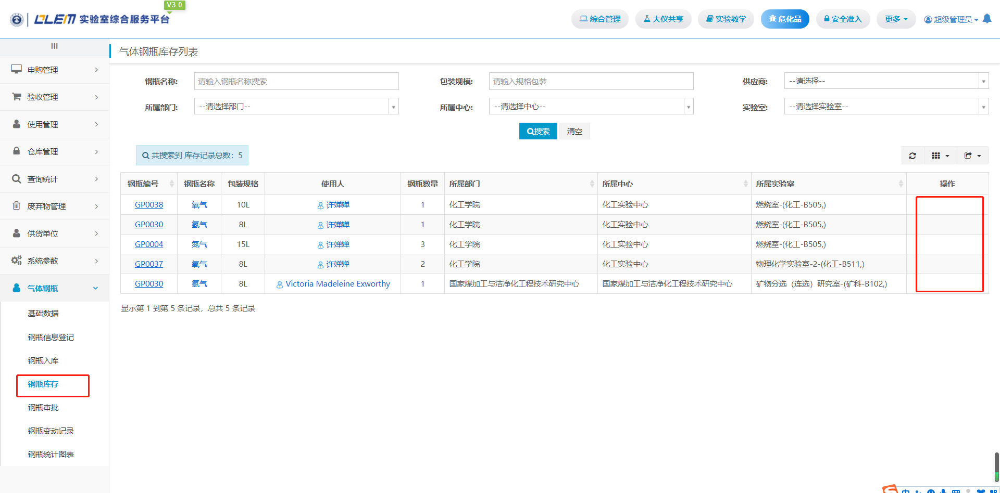 V3.0
OLEM 实验室综合服务平台
综合管理 大仪共享 实验教学 危化品 安全准入 更多 超级管理员
气体钢瓶库存列表
申购管理
验收管理
使用管理
仓库管理
查询统计
废弃物管理
供货单位
系统参数
气体钢瓶
基础数据
钢瓶信息登记
钢瓶入库
钢瓶库存
钢瓶审批
钢瓶变动记录
钢瓶统计图表
钢瓶名称: 请输入钢瓶名称搜索 包装规模: 请输入规格包装 供应商: --请选择--
所属部门: --请选择部门-- 所属中心: --请选择中心-- 实验室: --请选择实验室--
搜索 清空
共搜索到 库存记录总数：5
钢瓶编号 钢瓶名称 包装规格 使用人 钢瓶数量 所属部门 所属中心 所属实验室 操作
GP0038 氧气 10L 许婵婵 1 化工学院 化工实验中心 燃烧室-(化工-B505,)
GP0030 氢气 8L 许婵婵 1 化工学院 化工实验中心 燃烧室-(化工-B505,)
GP0004 氮气 15L 许婵婵 3 化工学院 化工实验中心 燃烧室-(化工-B505,)
GP0037 氧气 8L 许婵婵 2 化工学院 化工实验中心 物理化学实验室-2-(化工-B511,)
GP0030 氢气 8L Victoria Madeleine Exworthy 1 国家煤加工与洁净化工程技术研究中心 国家煤加工与洁净化工程技术研究中心 矿物分选（连选）研究室-(矿科-B102,)
显示第 1 到第 5 条记录，总共 5 条记录